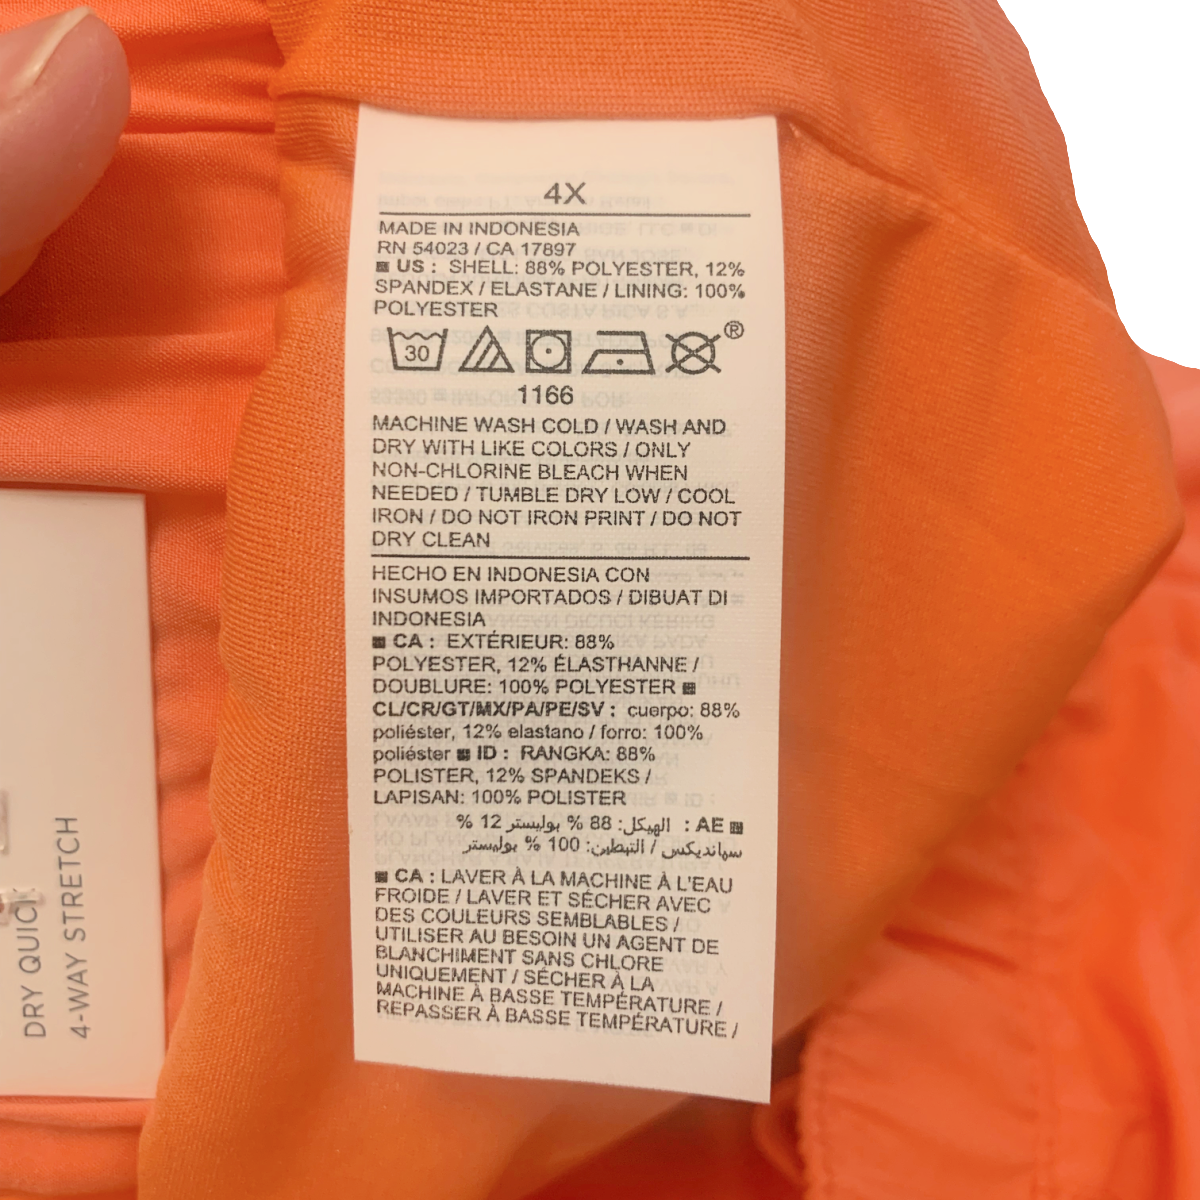 4X
MADE IN INDONESIA
RN 54023 / CA 17897
US : SHELL: 88% POLYESTER, 12%
SPANDEX / ELASTANE / LINING: 100%
POLYESTER
30
®
1166
MACHINE WASH COLD / WASH AND
DRY WITH LIKE COLORS / ONLY
NON-CHLORINE BLEACH WHEN
NEEDED / TUMBLE DRY LOW / COOL
IRON / DO NOT IRON PRINT / DO NOT
DRY CLEAN
HECHO EN INDONESIA CON
INSUMOS IMPORTADOS / DIBUAT DI
INDONESIA
CA : EXTÉRIEUR: 88%
POLYESTER, 12% ÉLASTHANNE /
DOUBLURE: 100% POLYESTER
CL/CR/GT/MX/PA/PE/SV : cuerpo: 88%
poliéster, 12% elastano / forro: 100%
poliéster ID : RANGKA: 88%
POLISTER, 12% SPANDEKS /
LAPISAN: 100% POLISTER
AE : الهيكل: 88 % بوليستر 12 %
سباندیکس / التبطين: 100 % بوليستر
CA : LAVER À LA MACHINE À L'EAU
FROIDE / LAVER ET SÉCHER AVEC
DES COULEURS SEMBLABLES /
UTILISER AU BESOIN UN AGENT DE
BLANCHIMENT SANS CHLORE
UNIQUEMENT / SÉCHER À LA
MACHINE À BASSE TEMPÉRATURE /
REPASSER À BASSE TEMPÉRATURE /
DRY QUICK
4-WAY STRETCH